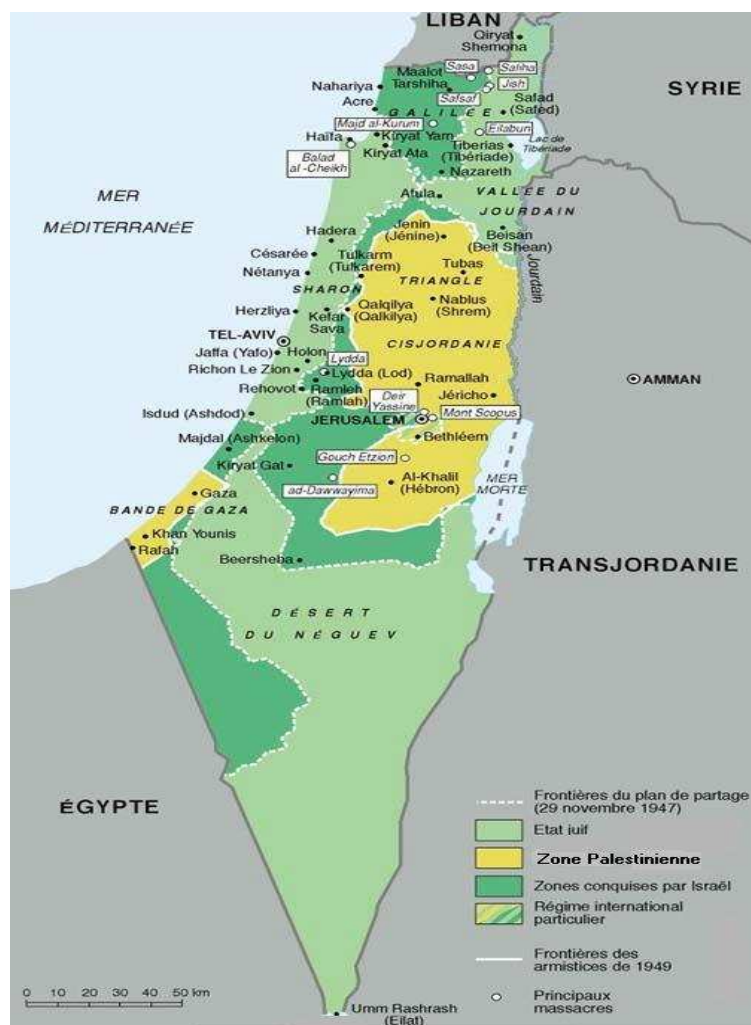 LIBAN
Qiryat
Shemona
SYRIE
Sasa
Saliha
Maalot
Tarshiha
Jish
Nahariya
Safsaf
Safad
(Safed)
Acre
GALILÉE
Majd al-Kurum
Eilabun
Lac de
Tibériade
Haïfa
Kiryat Yam
Tiberias
(Tibériade)
Balad
al-Cheikh
Kiryat Ata
Nazareth
MER
MÉDITERRANÉE
Afula
VALLÉE DU
JOURDAIN
Hadera
Jenin
(Jénine)
Beisan
(Beit Shean)
Jourdain
Césarée
Tulkarm
(Tulkarem)
Tubas
Nétanya
SHARON
TRIANGLE
Herzliya
Kefar
Sava
Qalqilya
(Qalkilya)
Nablus
(Shrem)
TEL-AVIV
CISJORDANIE
Jaffa (Yafo)
Holon
Lydda
Richon Le Zion
Lydda (Lod)
Ramallah
AMMAN
Rehovot
Ramleh
(Ramlah)
Deir
Yassine
Jéricho
Isdud (Ashdod)
JERUSALEM
Mont Scopus
Majdal (Ashkelon)
Bethléem
Kiryat Gat
Gouch Etzion
MER
MORTE
ad-Dawwayima
Al-Khalil
(Hébron)
Gaza
BANDE DE GAZA
Khan Younis
Rafah
Beersheba
TRANSJORDANIE
DÉSERT
DU NÉGUEV
ÉGYPTE
Frontières du plan de partage
(29 novembre 1947)
Etat iuif
Zone Palestinienne
Zones conquises par Israël
Régime international
particulier
Frontières des
armistices de 1949
Principaux
massacres
0 10 20 30 40 50 km
Umm Rashrash
(Eilat)